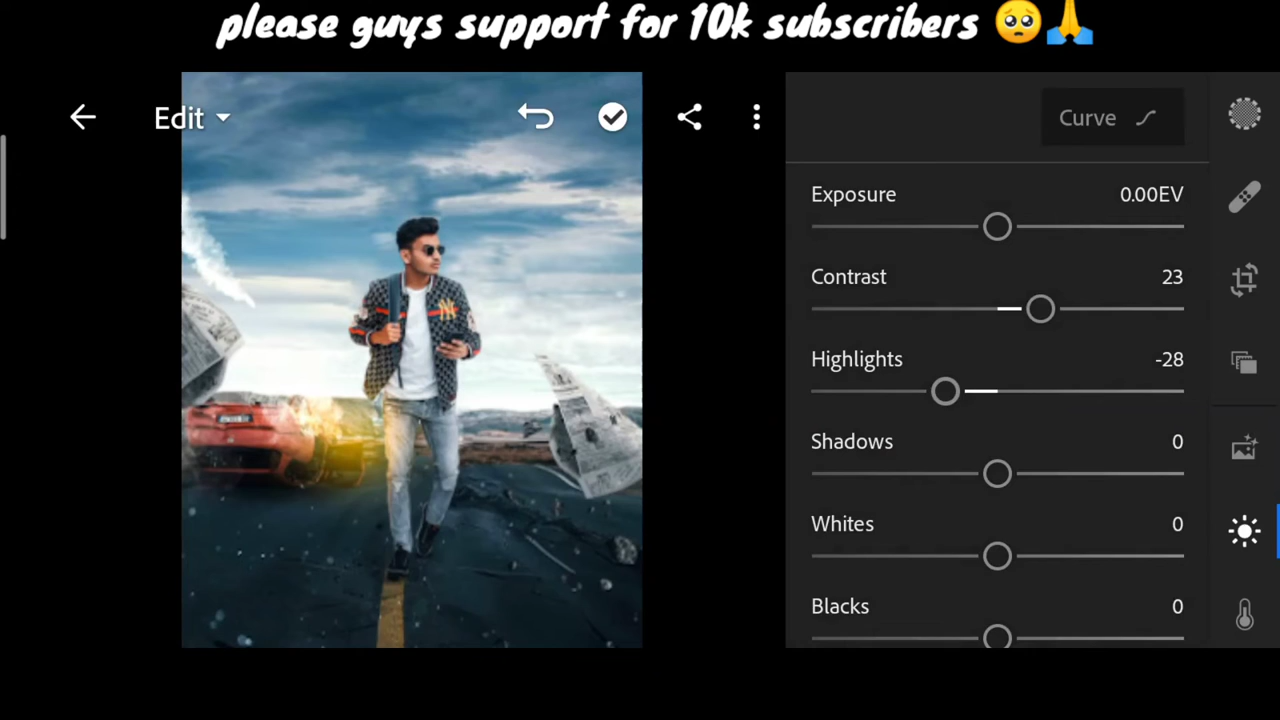 please guys support for 10k subscribers 🥺🙏
Edit
Curve
Exposure 0.00EV
Contrast 23
Highlights -28
Shadows 0
Whites 0
Blacks 0